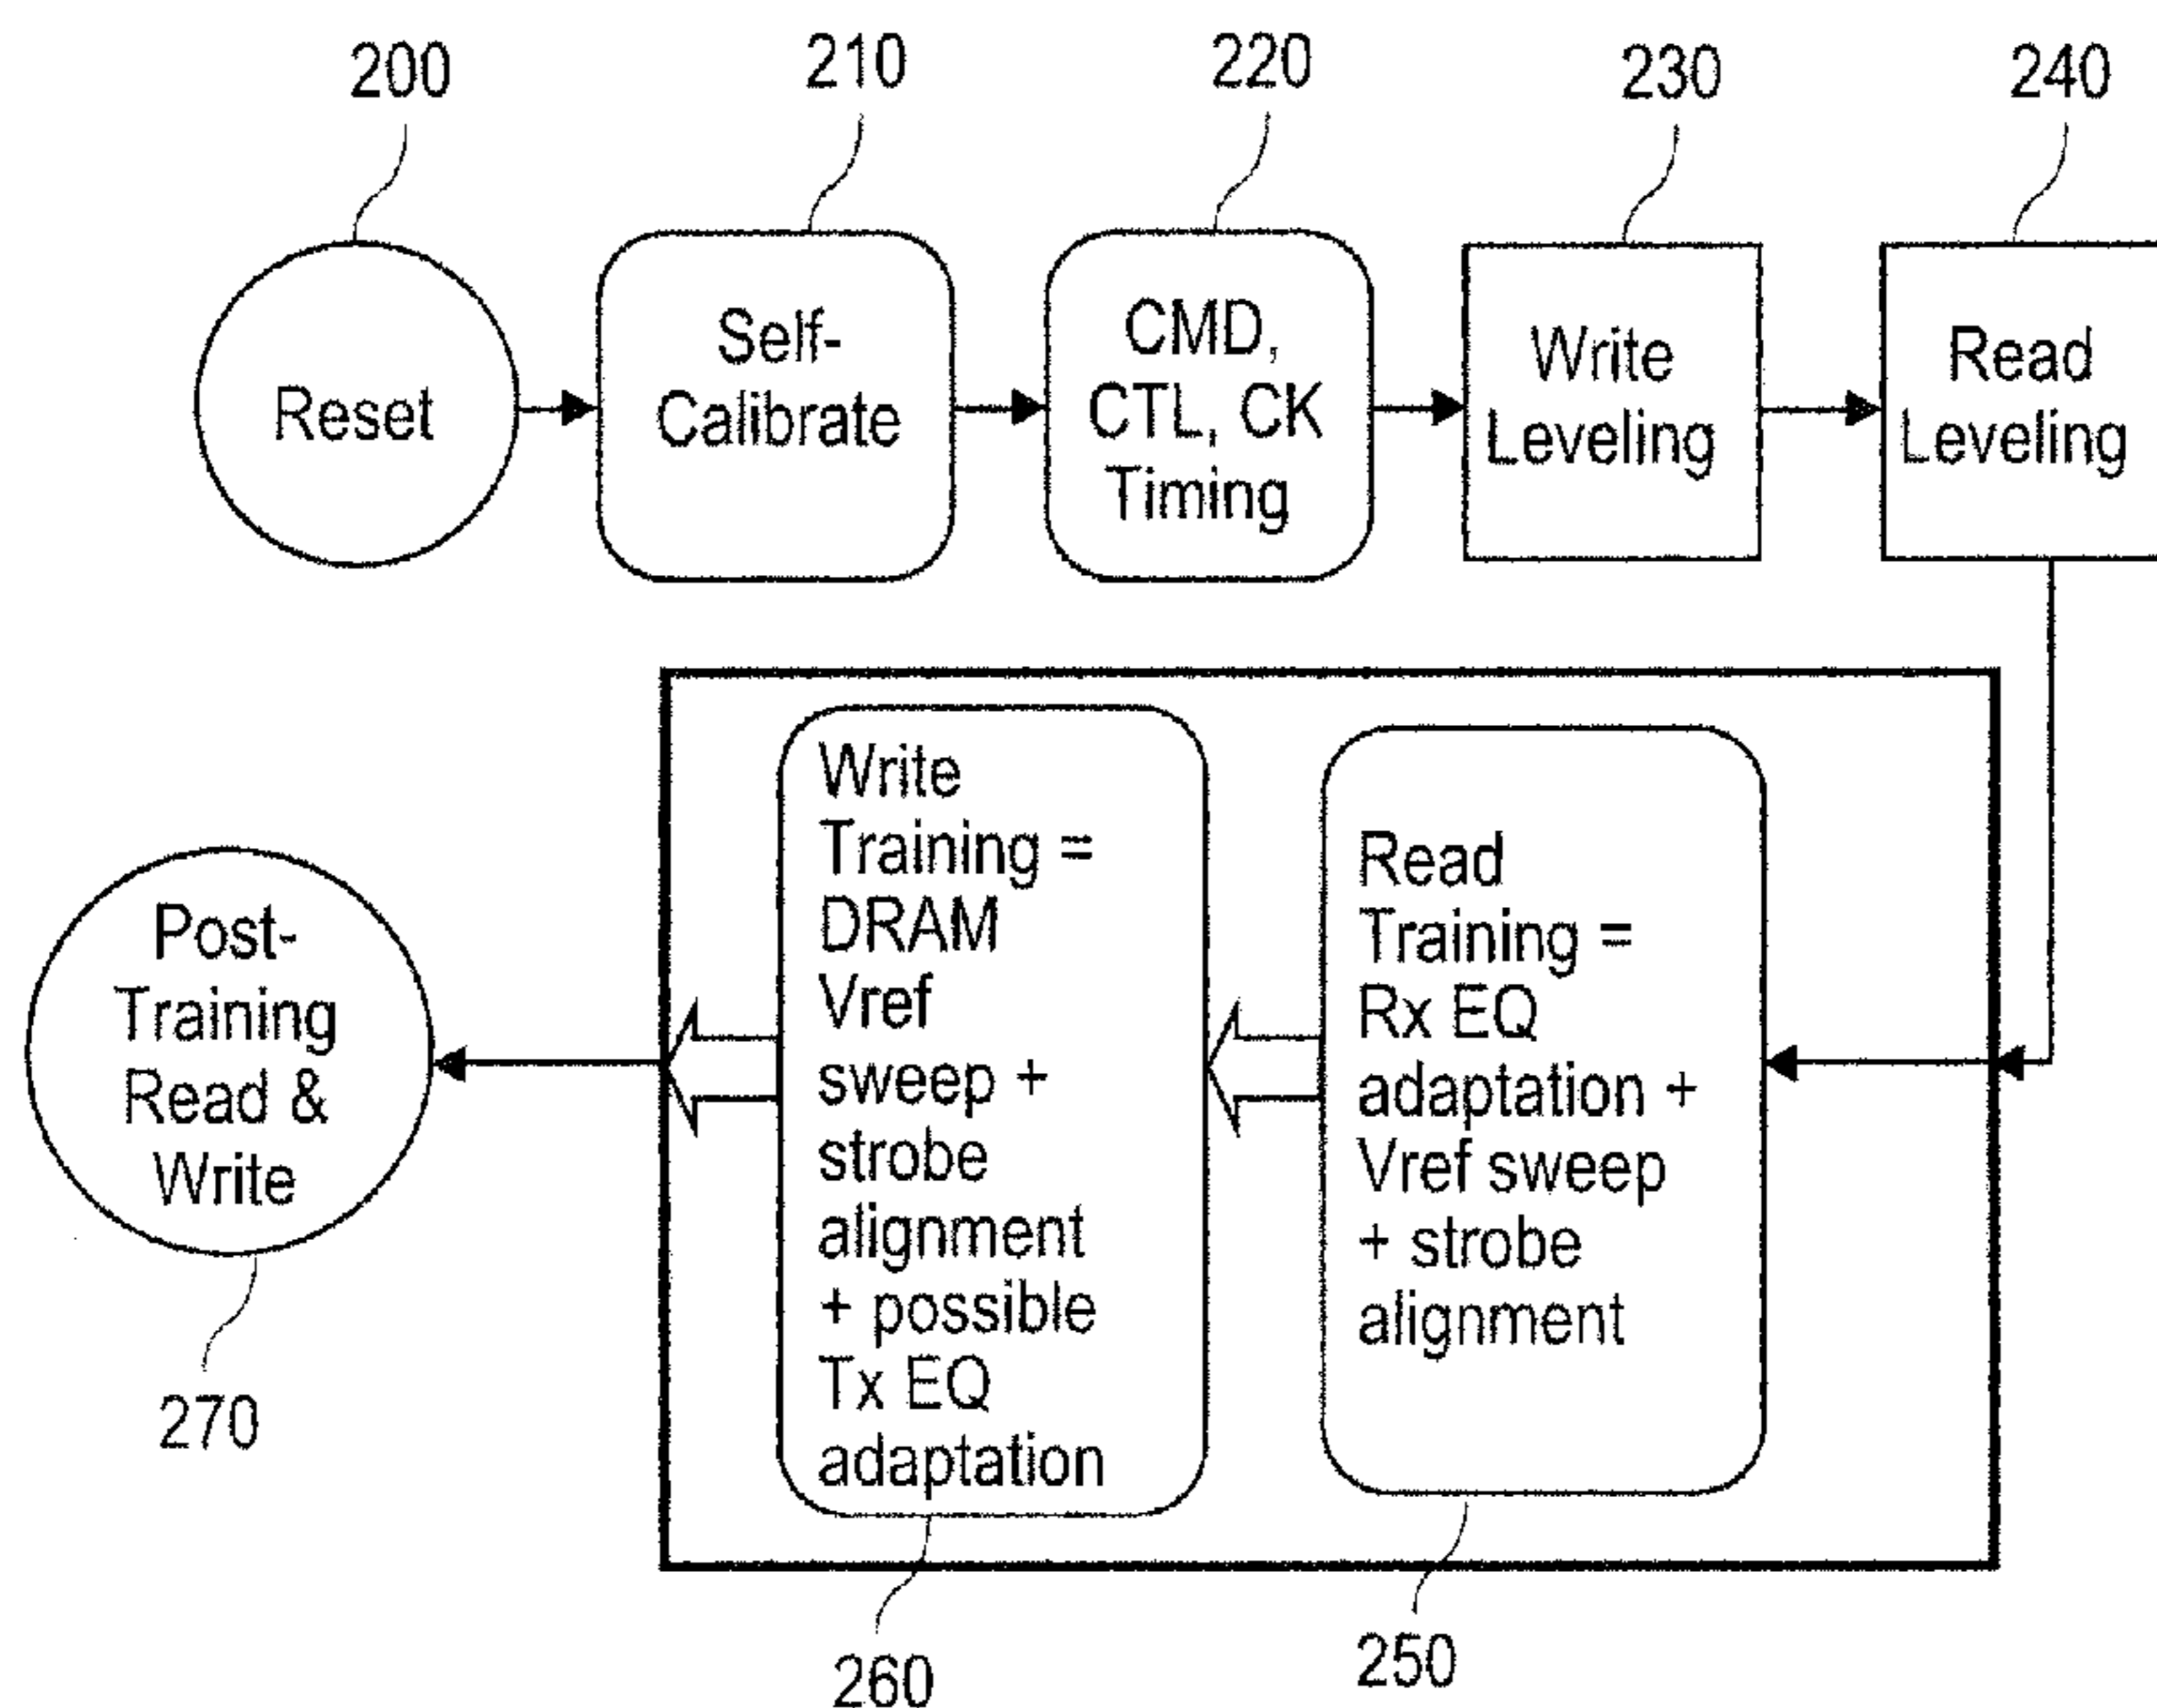 200
210
220
230
240
Reset
Self-
Calibrate
CMD,
CTL, CK
Timing
Write
Leveling
Read
Leveling
Write
Training =
DRAM
Vref
sweep +
strobe
alignment
+ possible
Tx EQ
adaptation
Read
Training =
Rx EQ
adaptation +
Vref sweep
+ strobe
alignment
Post-
Training
Read &
Write
270
260
250